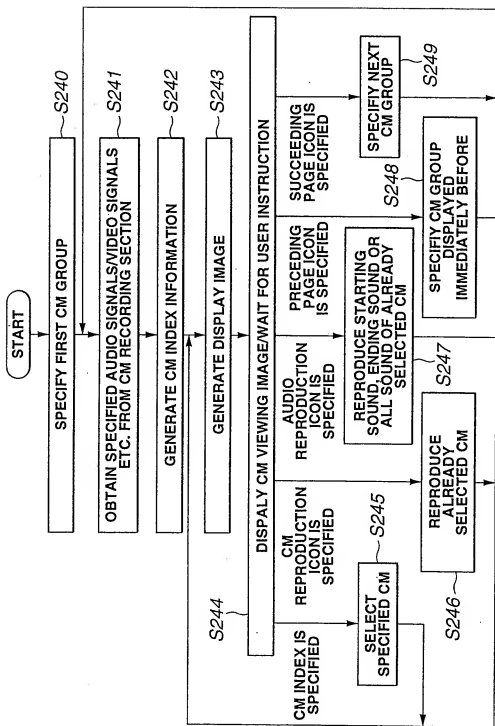 START
SPECIFY FIRST CM GROUP
S240
OBTAIN SPECIFIED AUDIO SIGNALS/VIDEO SIGNALS
ETC. FROM CM RECORDING SECTION
S241
GENERATE CM INDEX INFORMATION
S242
GENERATE DISPLAY IMAGE
S243
S244
DISPALY CM VIEWING IMAGE/WAIT FOR USER INSTRUCTION
CM INDEX IS
SPECIFIED
CM
REPRODUCTION
ICON IS
SPECIFIED
AUDIO
REPRODUCTION
ICON IS
SPECIFIED
PRECEDING
PAGE ICON
IS SPECIFIED
SUCCEEDING
PAGE ICON IS
SPECIFIED
SELECT
SPECIFIED CM
S245
REPRODUCE
ALREADY
SELECTED CM
S246
REPRODUCE STARTING
SOUND, ENDING SOUND OR
ALL SOUND OF ALREADY
SELECTED CM
S247
S248
SPECIFIY CM GROUP
DISPLAYED
IMMEDIATELY BEFORE
SPECIFY NEXT
CM GROUP
S249